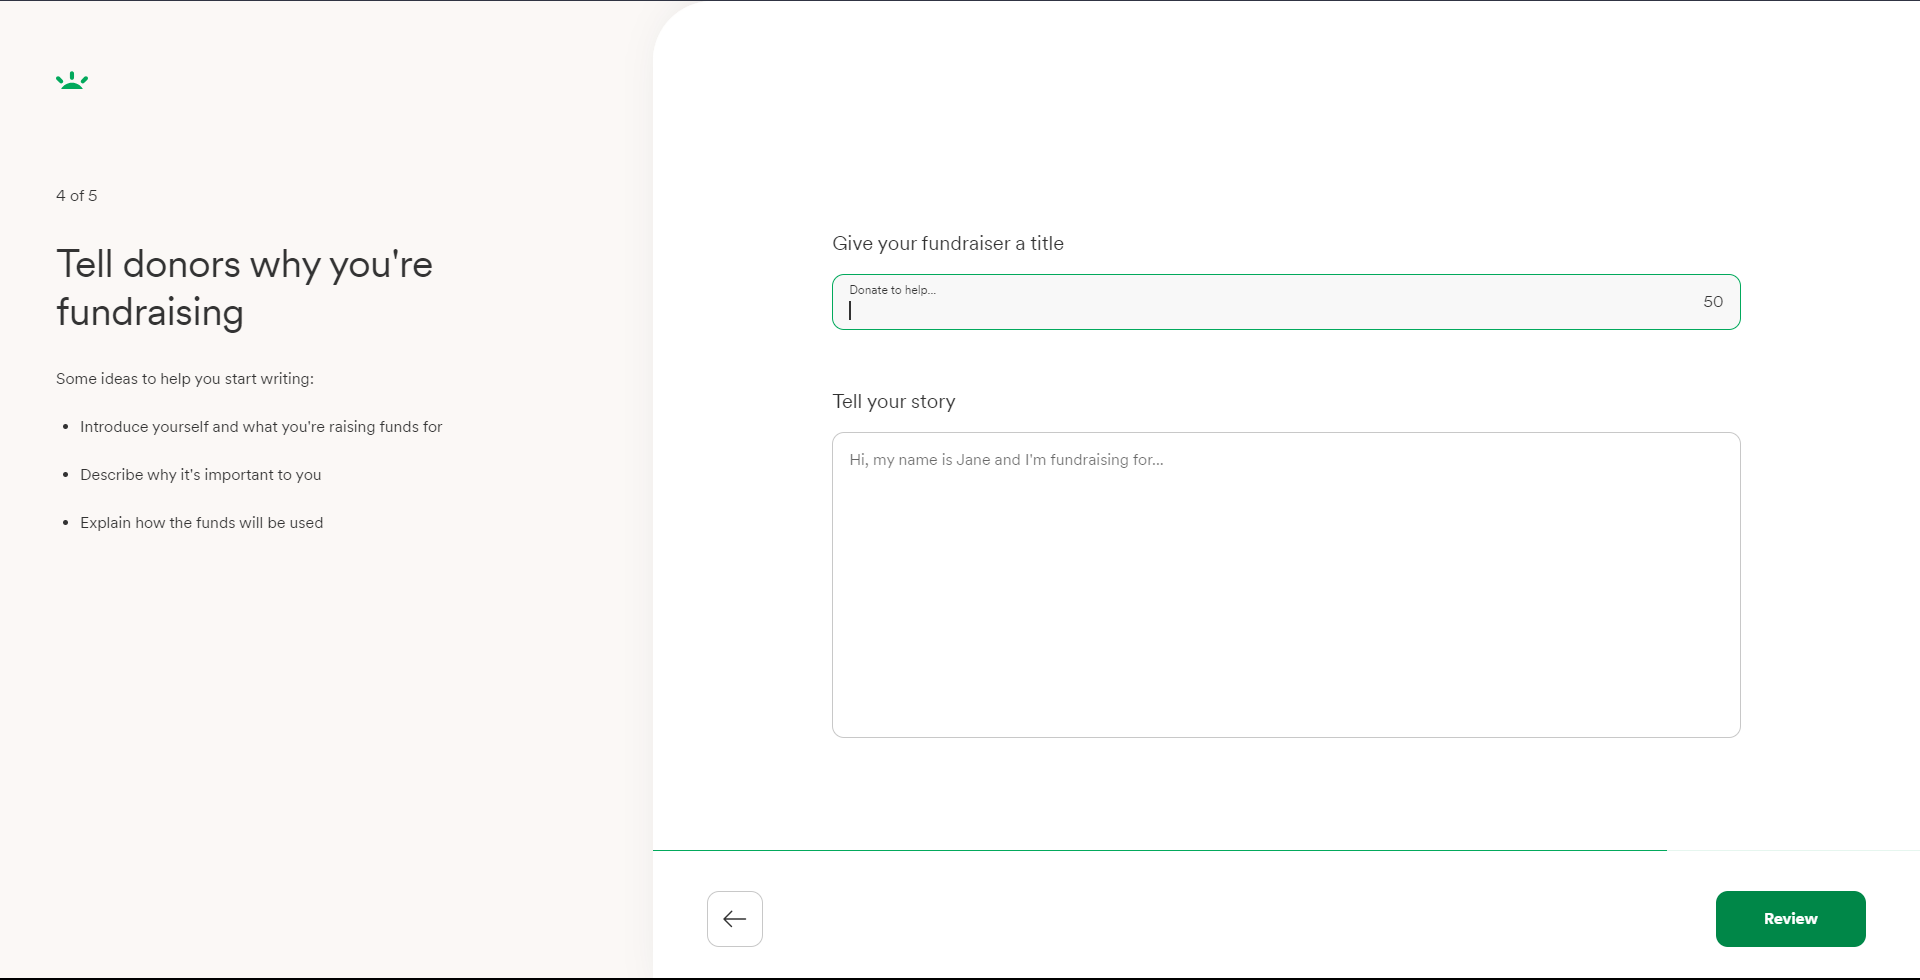 4 of 5
Tell donors why you're
fundraising
Some ideas to help you start writing:
• Introduce yourself and what you're raising funds for
• Describe why it's important to you
• Explain how the funds will be used
Give your fundraiser a title
Donate to help...
50
Tell your story
Hi, my name is Jane and I'm fundraising for...
Review